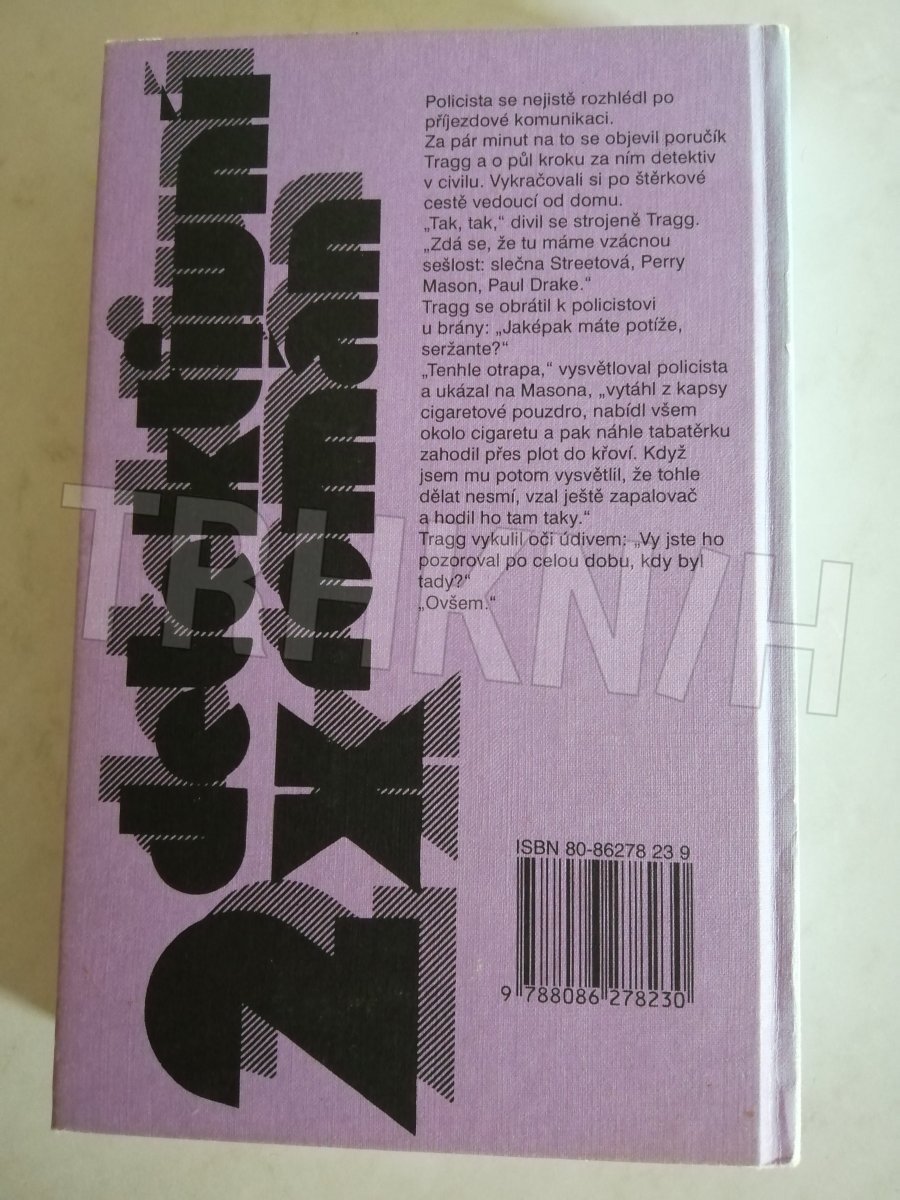 2x detektivní
román
Policista se nejistě rozhlédl po
příjezdové komunikaci.
Za pár minut na to se objevil poručík
Tragg a o půl kroku za ním detektiv
v civilu. Vykračovali si po štěrkové
cestě vedoucí od domu.
„Tak, tak,“ divil se strojeně Tragg.
„Zdá se, že tu máme vzácnou
sešlost: slečna Streetová, Perry
Mason, Paul Drake.“
Tragg se obrátil k policistovi
u brány: „Jaképak máte potíže,
seržante?“
„Tenhle otrapa,“ vysvětloval policista
a ukázal na Masona, „vytáhl z kapsy
cigaretové pouzdro, nabídl všem
okolo cigaretu a pak náhle tabatěrku
zahodil přes plot do křoví. Když
jsem mu potom vysvětlil, že tohle
dělat nesmí, vzal ještě zapalovač
a hodil ho tam taky.“
Tragg vykulil oči údivem: „Vy jste ho
pozoroval po celou dobu, kdy byl
tady?“
„Ovšem.“
TRHKNIH
ISBN 80-86278 23 9
9 788086 278230